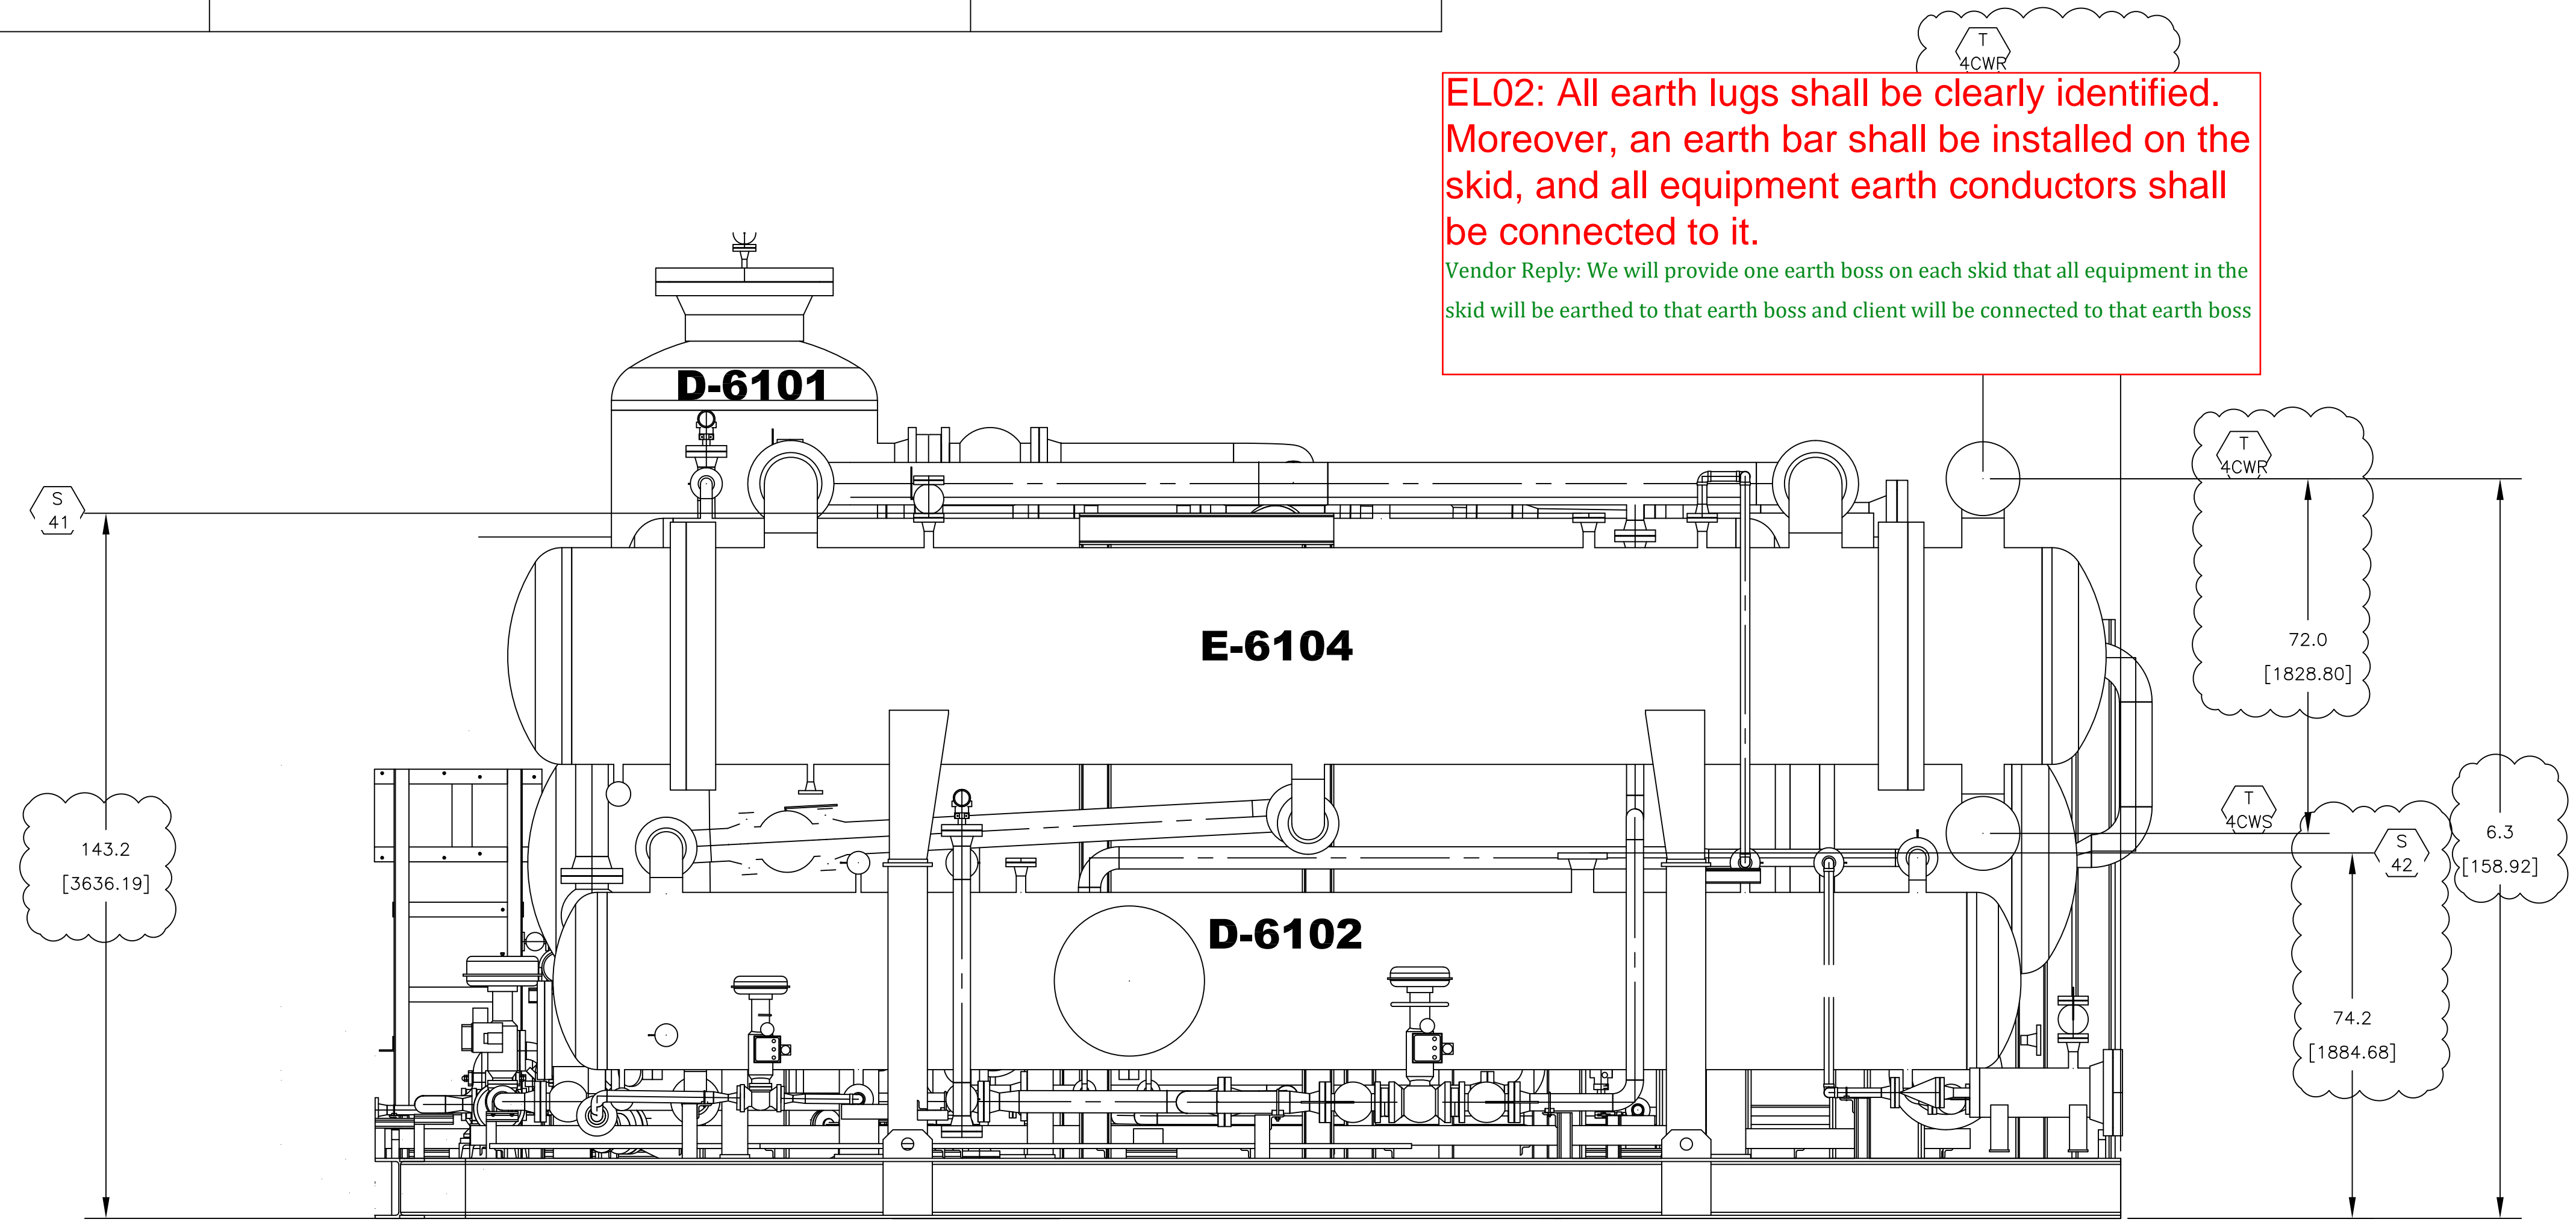 T
4CWR
EL02: All earth lugs shall be clearly identified.
Moreover, an earth bar shall be installed on the
skid, and all equipment earth conductors shall
be connected to it.
Vendor Reply: We will provide one earth boss on each skid that all equipment in the
skid will be earthed to that earth boss and client will be connected to that earth boss
D-6101
T
4CWR
S
41
E-6104
72.0
[1828.80]
T
4CWS
S
42
6.3
[158.92]
143.2
[3636.19]
D-6102
74.2
[1884.68]